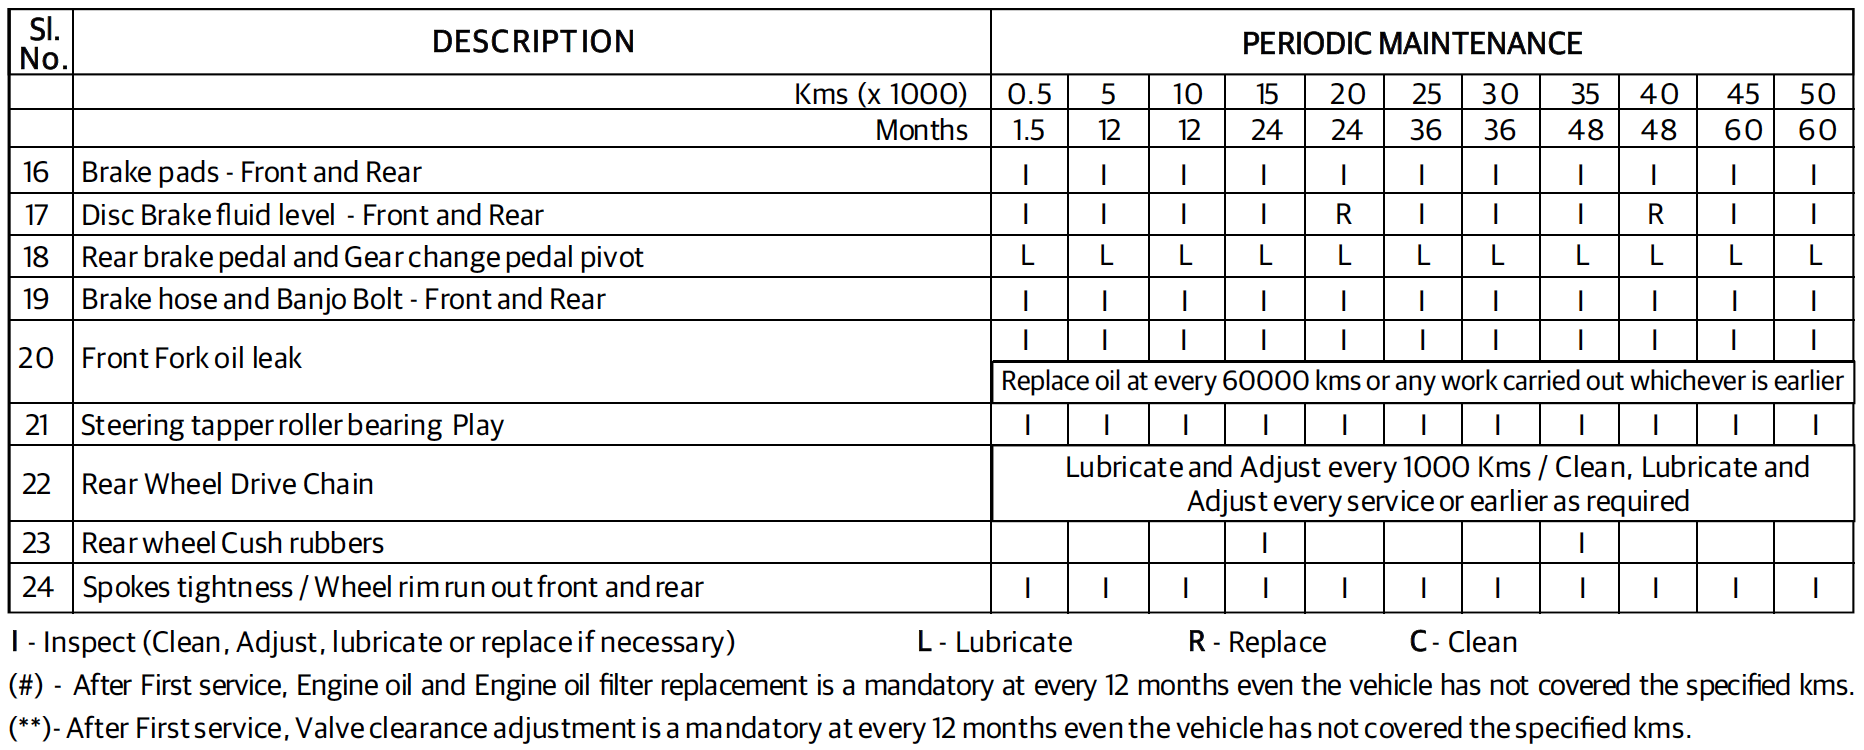 Sl. No. DESCRIPTION PERIODIC MAINTENANCE
Kms (x 1000) 0.5 5 10 15 20 25 30 35 40 45 50
Months 1.5 12 12 24 24 36 36 48 48 60 60
16 Brake pads - Front and Rear I I I I I I I I I I I
17 Disc Brake fluid level - Front and Rear I I I I R I I I R I I
18 Rear brake pedal and Gear change pedal pivot L L L L L L L L L L L
19 Brake hose and Banjo Bolt - Front and Rear I I I I I I I I I I I
20 Front Fork oil leak I I I I I I I I I I I
Replace oil at every 60000 kms or any work carried out whichever is earlier
21 Steering tapper roller bearing Play I I I I I I I I I I I
22 Rear Wheel Drive Chain Lubricate and Adjust every 1000 Kms / Clean, Lubricate and
Adjust every service or earlier as required
23 Rear wheel Cush rubbers I I
24 Spokes tightness / Wheel rim run out front and rear I I I I I I I I I I I
I - Inspect (Clean, Adjust, lubricate or replace if necessary) L - Lubricate R - Replace C - Clean
(#) - After First service, Engine oil and Engine oil filter replacement is a mandatory at every 12 months even the vehicle has not covered the specified kms.
(**)- After First service, Valve clearance adjustment is a mandatory at every 12 months even the vehicle has not covered the specified kms.